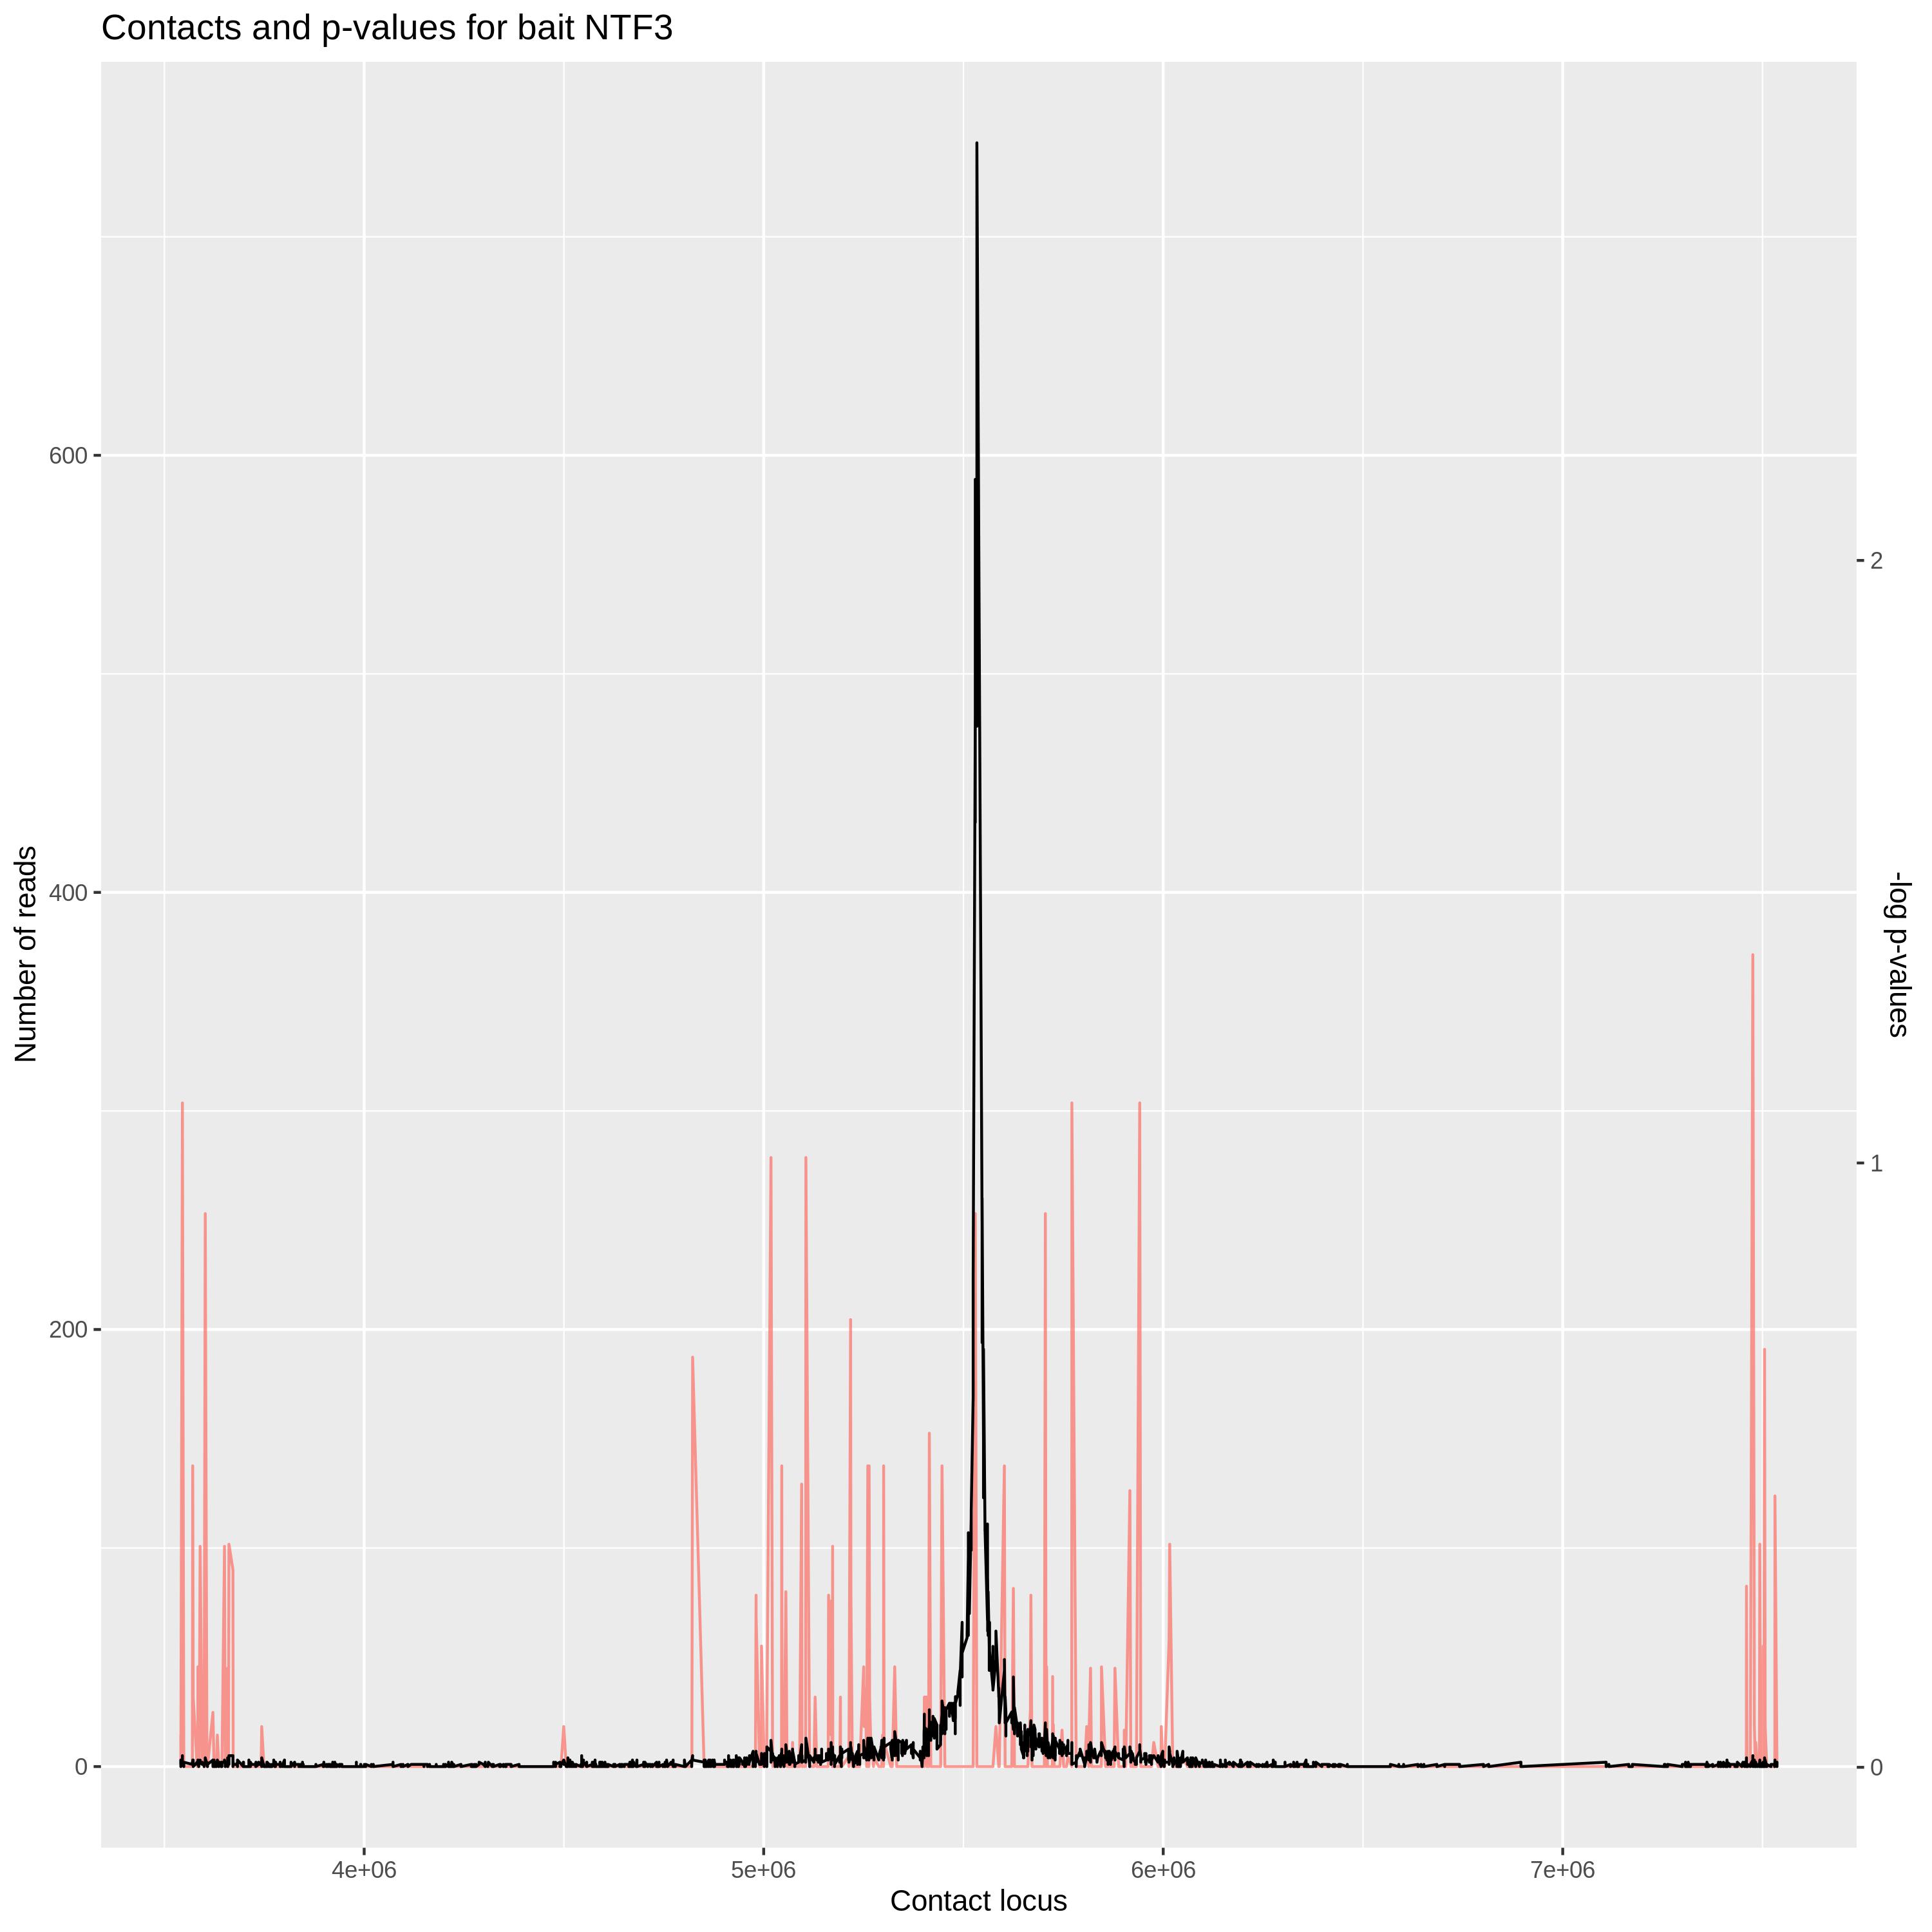 Contacts and p-values for bait NTF3
Number of reads
600
400
200
0
2
1
0
-log p-values
4e+06
5e+06
6e+06
7e+06
Contact locus